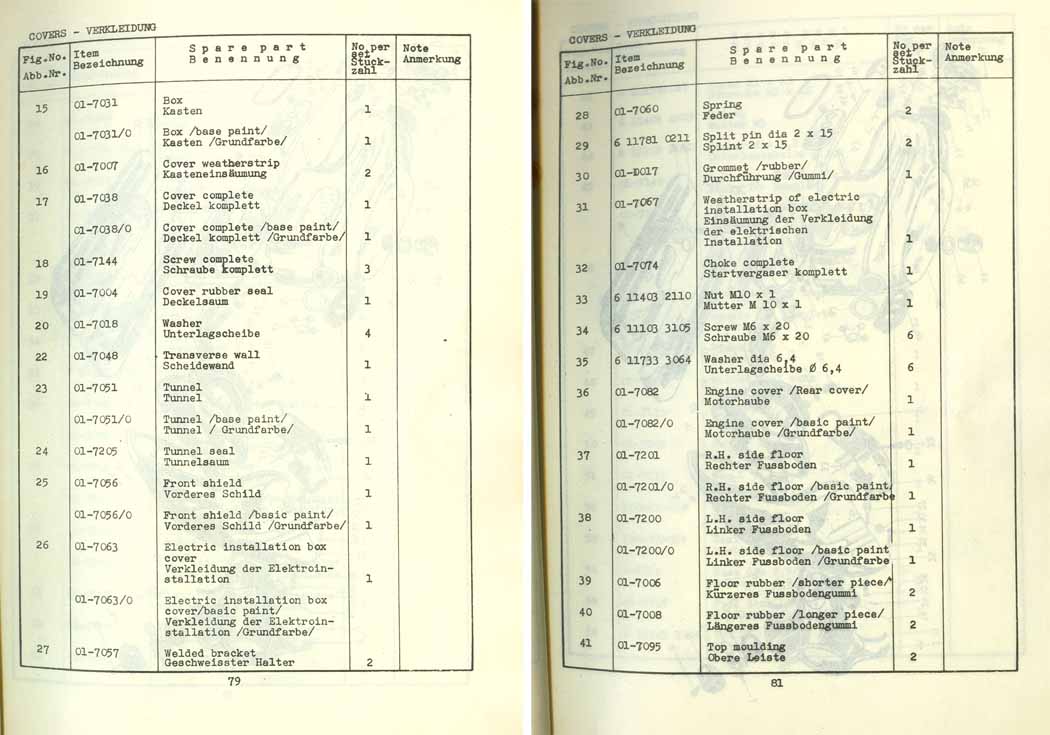 COVERS - VERKLEIDUNG
Fig.No. Abb.Nr. | Item Bezeichnung | Spare part Benennung | No per set Stück-zahl | Note Anmerkung
15 01-7031 Box 1
Kasten
01-7031/0 Box /base paint/
Kasten /Grundfarbe/ 1
16 01-7007 Cover weatherstrip
Kasteneinsäumung 2
17 01-7038 Cover complete
Deckel komplett 1
01-7038/0 Cover complete /base paint/
Deckel komplett /Grundfarbe/ 1
18 01-7144 Screw complete
Schraube komplett 3
19 01-7004 Cover rubber seal
Deckelsaum 1
20 01-7018 Washer
Unterlagscheibe 4
22 01-7048 Transverse wall
Scheidewand 1
23 01-7051 Tunnel
Tunnel 1
01-7051/0 Tunnel /base paint/
Tunnel / Grundfarbe/ 1
24 01-7205 Tunnel seal
Tunnelsaum 1
25 01-7056 Front shield
Vorderes Schild 1
01-7056/0 Front shield /basic paint/
Vorderes Schild /Grundfarbe/ 1
26 01-7063 Electric installation box
cover
Verkleidung der Elektroin-
stallation 1
01-7063/0 Electric installation box
cover/basic paint/
Verkleidung der Elektroin-
stallation /Grundfarbe/
27 01-7057 Welded bracket
Geschweisster Halter 2
79
COVERS - VERKLEIDUNG
Fig.No. Abb.Nr. | Item Bezeichnung | Spare part Benennung | No per set Stück-zahl | Note Anmerkung
28 01-7060 Spring 2
Feder
29 6 11781 0211 Split pin dia 2 x 15
Splint 2 x 15 2
30 01-D017 Grommet /rubber/
Durchführung /Gummi/ 1
31 01-7067 Weatherstrip of electric
installation box
Einsäumung der Verkleidung
der elektrischen
Installation 1
32 01-7074 Choke complete
Startvergaser komplett 1
33 6 11403 2110 Nut M10 x 1
Mutter M 10 x 1 1
34 6 11103 3105 Screw M6 x 20
Schraube M6 x 20 6
35 6 11733 3064 Washer dia 6,4
Unterlagscheibe Ø 6,4 6
36 01-7082 Engine cover /Rear cover/
Motorhaube 1
01-7082/0 Engine cover /basic paint/
Motorhaube /Grundfarbe/ 1
37 01-7201 R.H. side floor
Rechter Fussboden 1
01-7201/0 R.H. side floor /basic paint/
Rechter Fussboden /Grundfarbe 1
38 01-7200 L.H. side floor
Linker Fussboden 1
01-7200/0 L.H. side floor /basic paint
Linker Fussboden /Grundfarbe 1
39 01-7006 Floor rubber /shorter piece/
Kürzeres Fussbodengummi 2
40 01-7008 Floor rubber /longer piece/
Längeres Fussbodengummi 2
41 01-7095 Top moulding
Obere Leiste 2
81